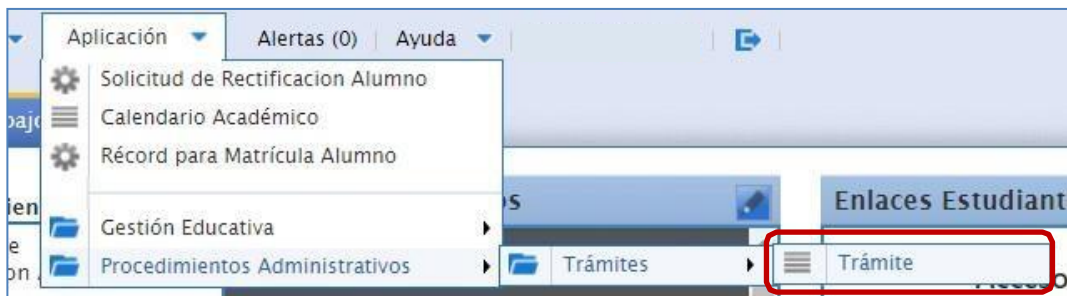 Aplicación Alertas (0) Ayuda
Solicitud de Rectificacion Alumno
Calendario Académico
Récord para Matrícula Alumno
Enlaces Estudiant
Gestión Educativa
Procedimientos Administrativos Trámites Trámite